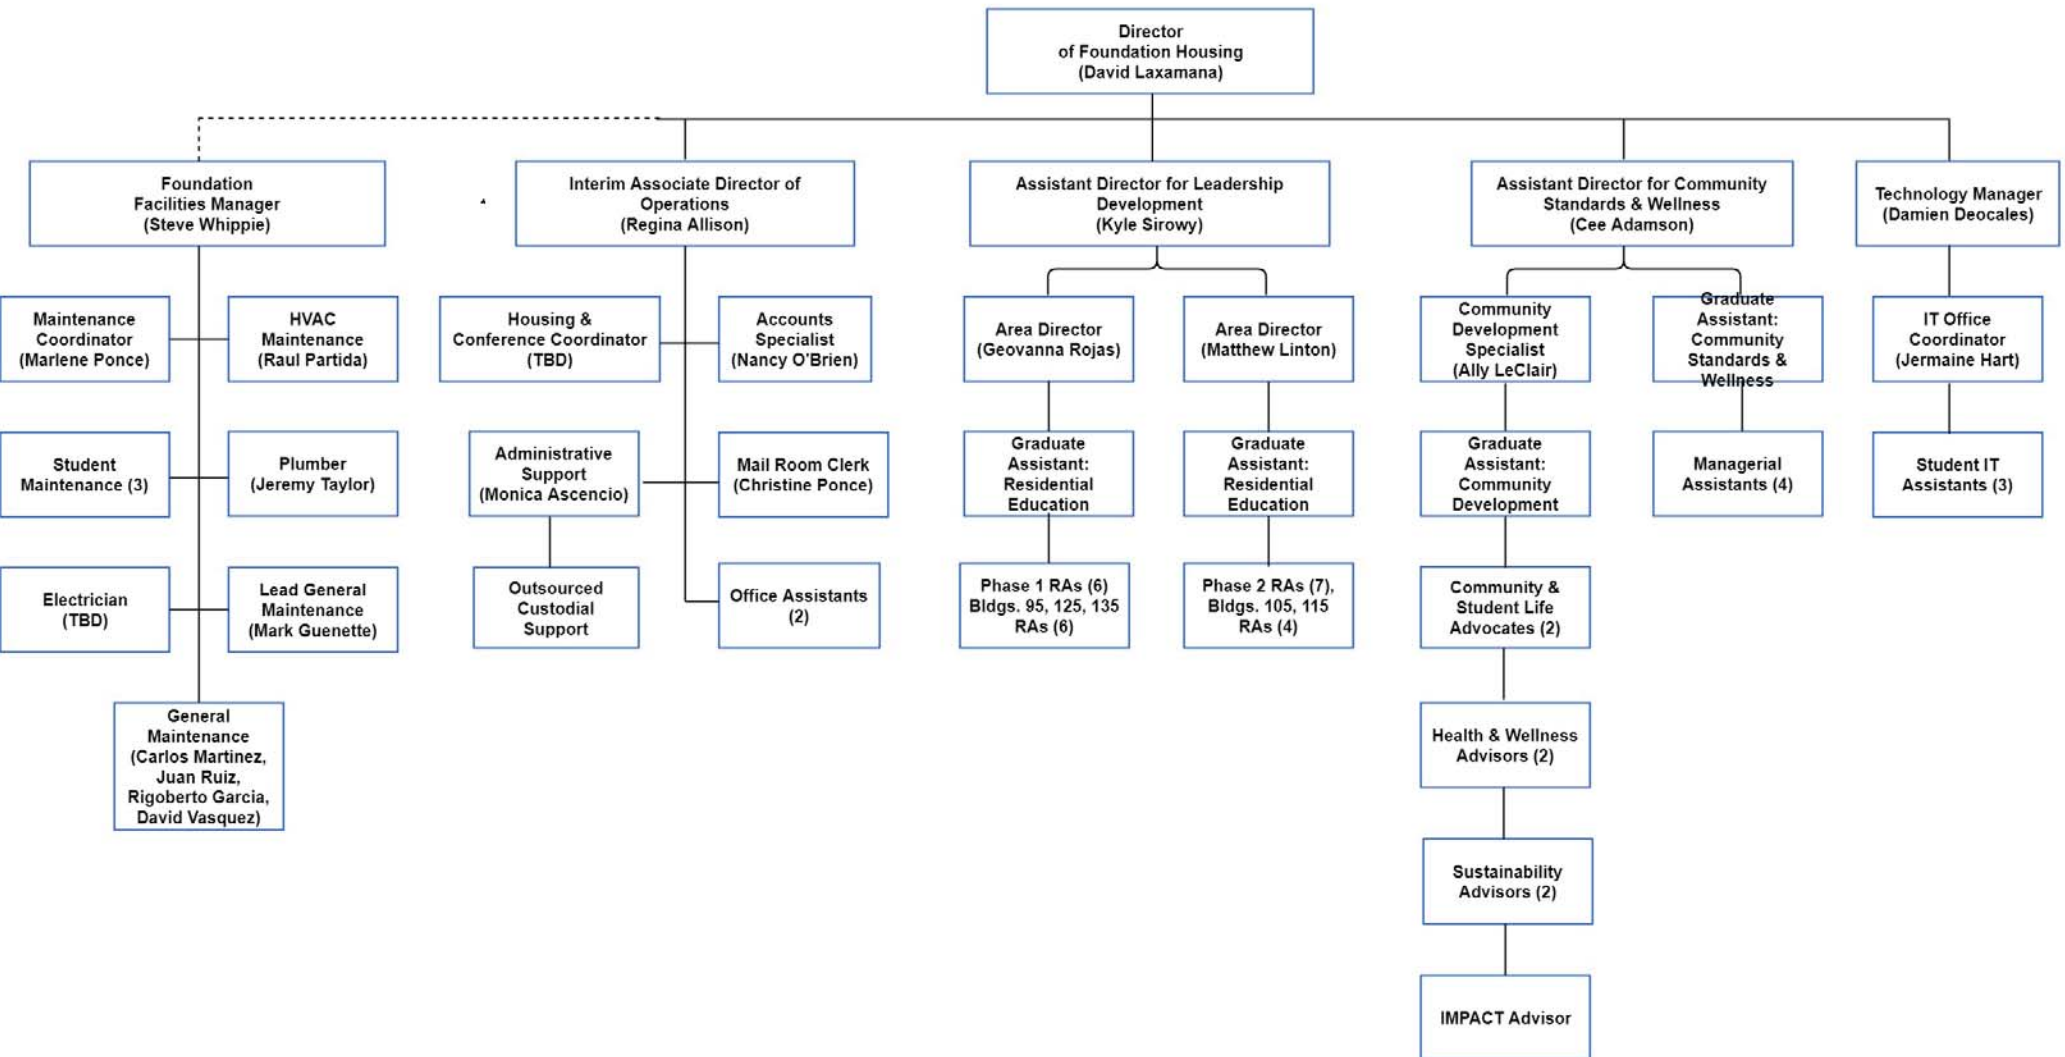 Director
of Foundation Housing
(David Laxamana)
Foundation
Facilities Manager
(Steve Whippie)
Interim Associate Director of
Operations
(Regina Allison)
Assistant Director for Leadership
Development
(Kyle Sirowy)
Assistant Director for Community
Standards & Wellness
(Cee Adamson)
Technology Manager
(Damien Deocales)
Maintenance
Coordinator
(Marlene Ponce)
HVAC
Maintenance
(Raul Partida)
Housing &
Conference Coordinator
(TBD)
Accounts
Specialist
(Nancy O'Brien)
Area Director
(Geovanna Rojas)
Area Director
(Matthew Linton)
Community
Development
Specialist
(Ally LeClair)
Graduate
Assistant:
Community
Standards &
Wellness
IT Office
Coordinator
(Jermaine Hart)
Student
Maintenance (3)
Plumber
(Jeremy Taylor)
Administrative
Support
(Monica Ascencio)
Mail Room Clerk
(Christine Ponce)
Graduate
Assistant:
Residential
Education
Graduate
Assistant:
Residential
Education
Graduate
Assistant:
Community
Development
Managerial
Assistants (4)
Student IT
Assistants (3)
Electrician
(TBD)
Lead General
Maintenance
(Mark Guenette)
Outsourced
Custodial
Support
Office Assistants
(2)
Phase 1 RAs (6)
Bldgs. 95, 125, 135
RAs (6)
Phase 2 RAs (7),
Bldgs. 105, 115
RAs (4)
Community &
Student Life
Advocates (2)
General
Maintenance
(Carlos Martinez,
Juan Ruiz,
Rigoberto Garcia,
David Vasquez)
Health & Wellness
Advisors (2)
Sustainability
Advisors (2)
IMPACT Advisor